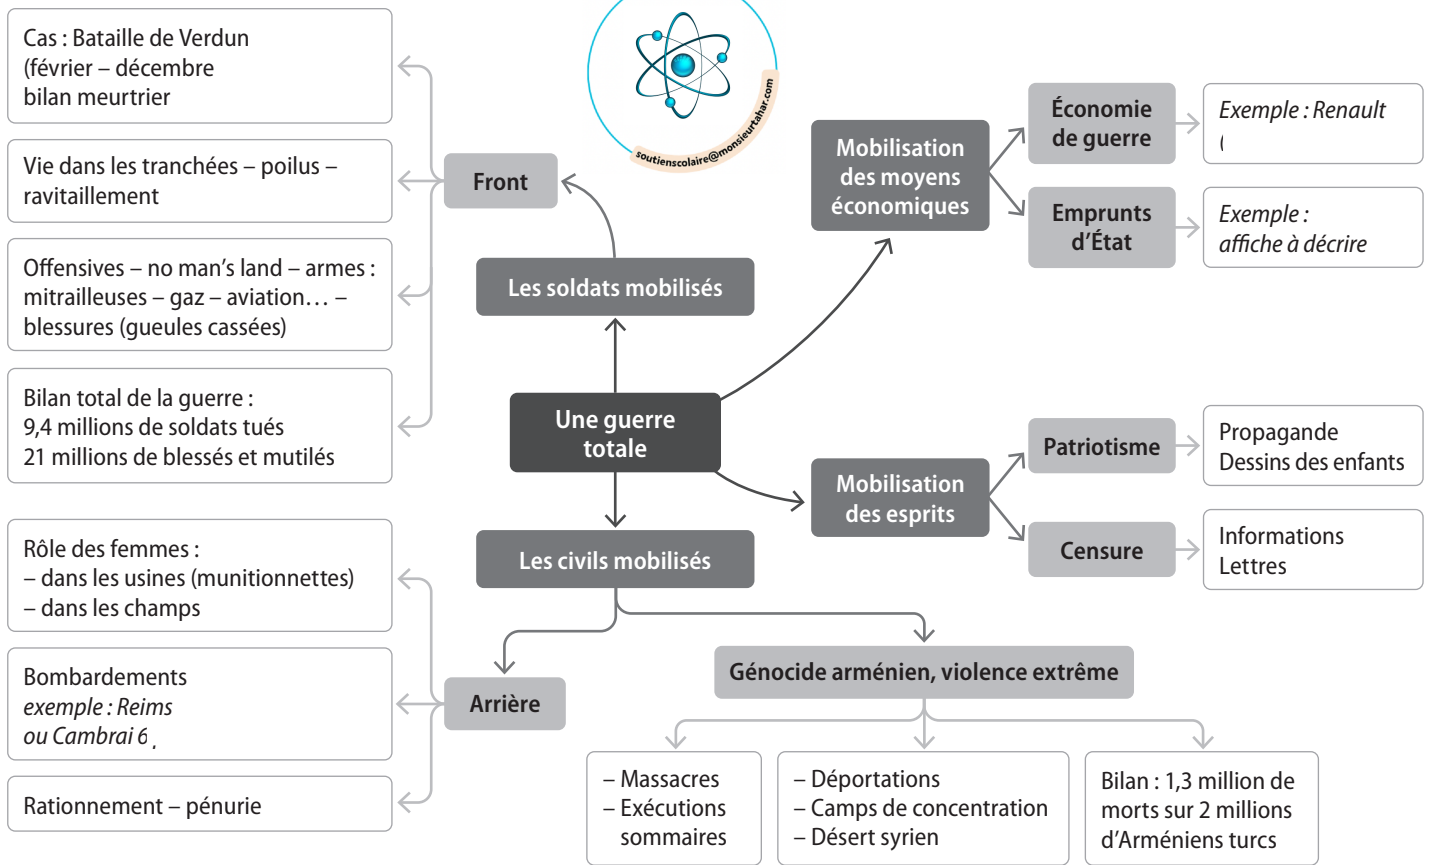 Cas : Bataille de Verdun
(février – décembre
bilan meurtrier
Vie dans les tranchées – poilus –
ravitaillement
Offensives – no man's land – armes :
mitrailleuses – gaz – aviation… –
blessures (gueules cassées)
Bilan total de la guerre :
9,4 millions de soldats tués
21 millions de blessés et mutilés
Front
Les soldats mobilisés
soutienscolaire@monsieurtahar.com
Mobilisation
des moyens
économiques
Économie
de guerre
Exemple : Renault
(
Emprunts
d'État
Exemple :
affiche à décrire
Une guerre
totale
Mobilisation
des esprits
Patriotisme
Propagande
Dessins des enfants
Censure
Informations
Lettres
Les civils mobilisés
Rôle des femmes :
– dans les usines (munitionnettes)
– dans les champs
Bombardements
exemple : Reims
ou Cambrai 6
Rationnement – pénurie
Arrière
Génocide arménien, violence extrême
– Massacres
– Exécutions
sommaires
– Déportations
– Camps de concentration
– Désert syrien
Bilan : 1,3 million de
morts sur 2 millions
d'Arméniens turcs